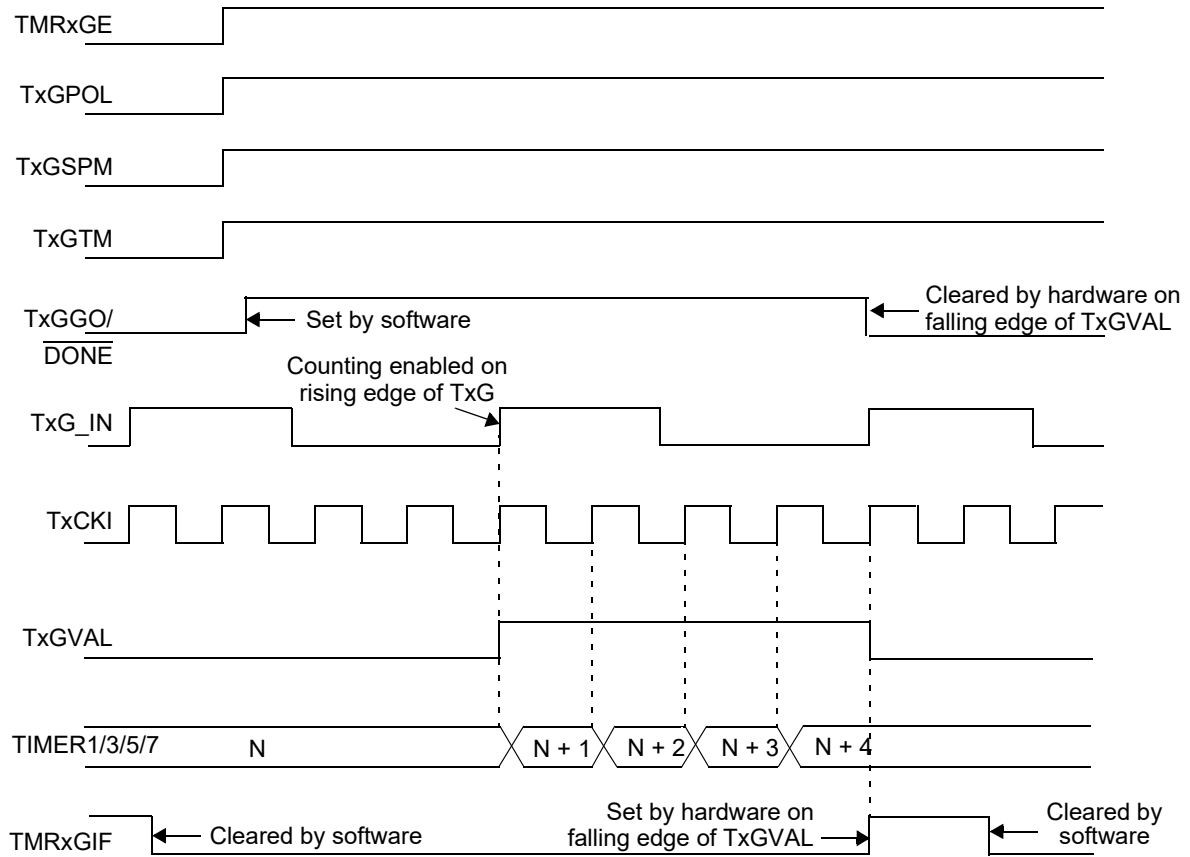 TMRxGE
TxGPOL
TxGSPM
TxGTM
TxGGO/
DONE
Set by software
Cleared by hardware on
falling edge of TxGVAL
Counting enabled on
rising edge of TxG
TxG_IN
TxCKI
TxGVAL
TIMER1/3/5/7
N
N + 1
N + 2
N + 3
N + 4
TMRxGIF
Cleared by software
Set by hardware on
falling edge of TxGVAL
Cleared by
software